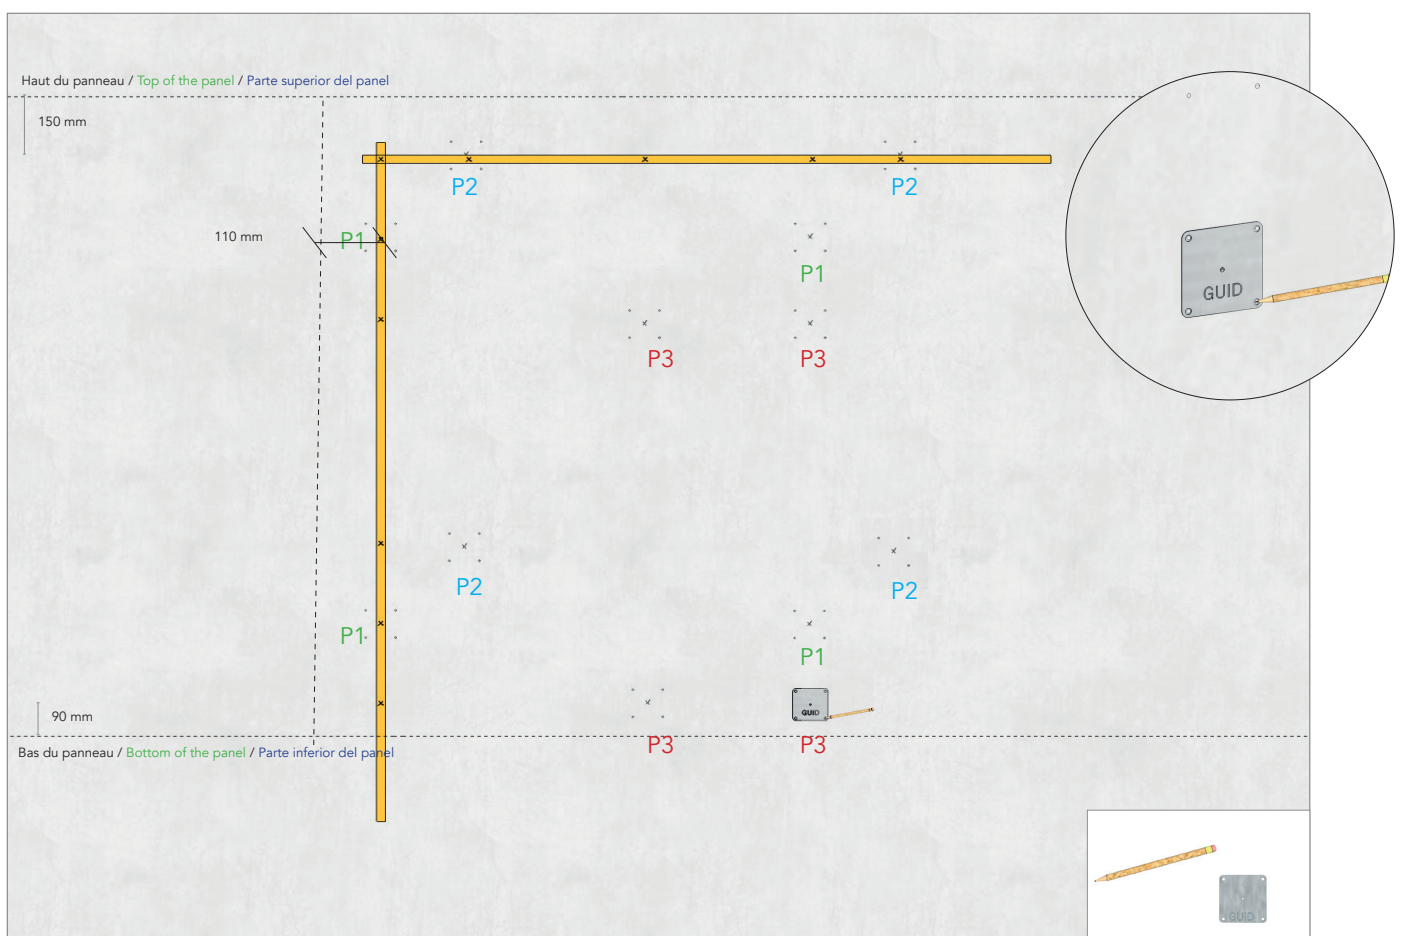 Haut du panneau / Top of the panel / Parte superior del panel
150 mm
P2
P2
110 mm
P1
P1
GUID
P3
P3
P2
P2
P1
P1
GUID
90 mm
P3
P3
Bas du panneau / Bottom of the panel / Parte inferior del panel
GUID